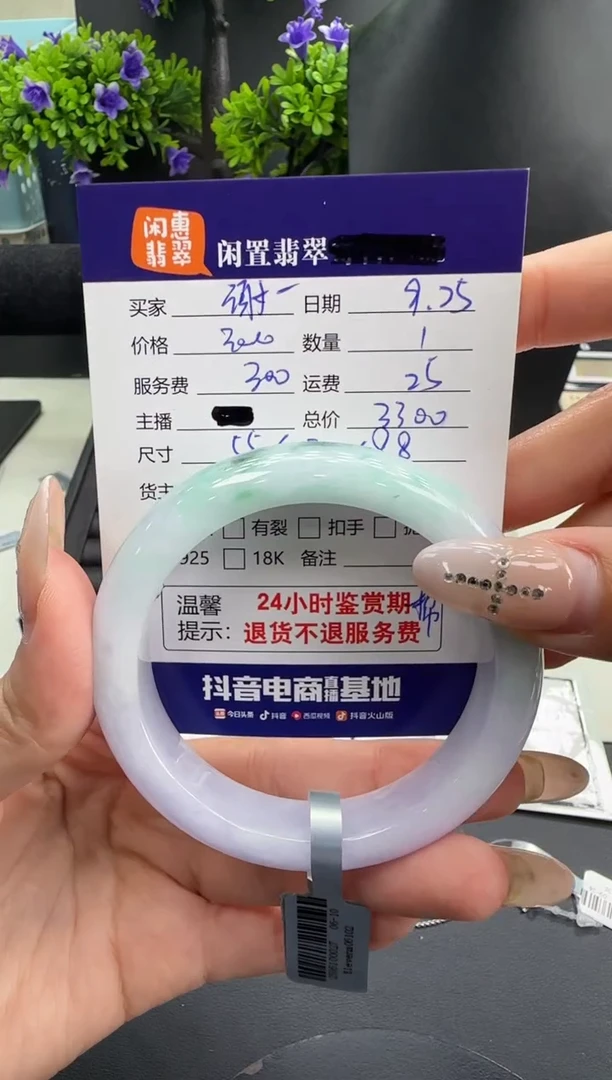 闲惠
翡翠
闲置翡翠
买家 谢一 日期 9.25
价格 3000 数量 1
服务费 300 运费 25
主播 总价 3300
尺寸
货主
有裂 扣手
925 18K 备注
温馨 24小时鉴赏期
提示: 退货不退服务费
抖音电商直播基地
今日头条 抖音 西瓜视频 抖音火山版